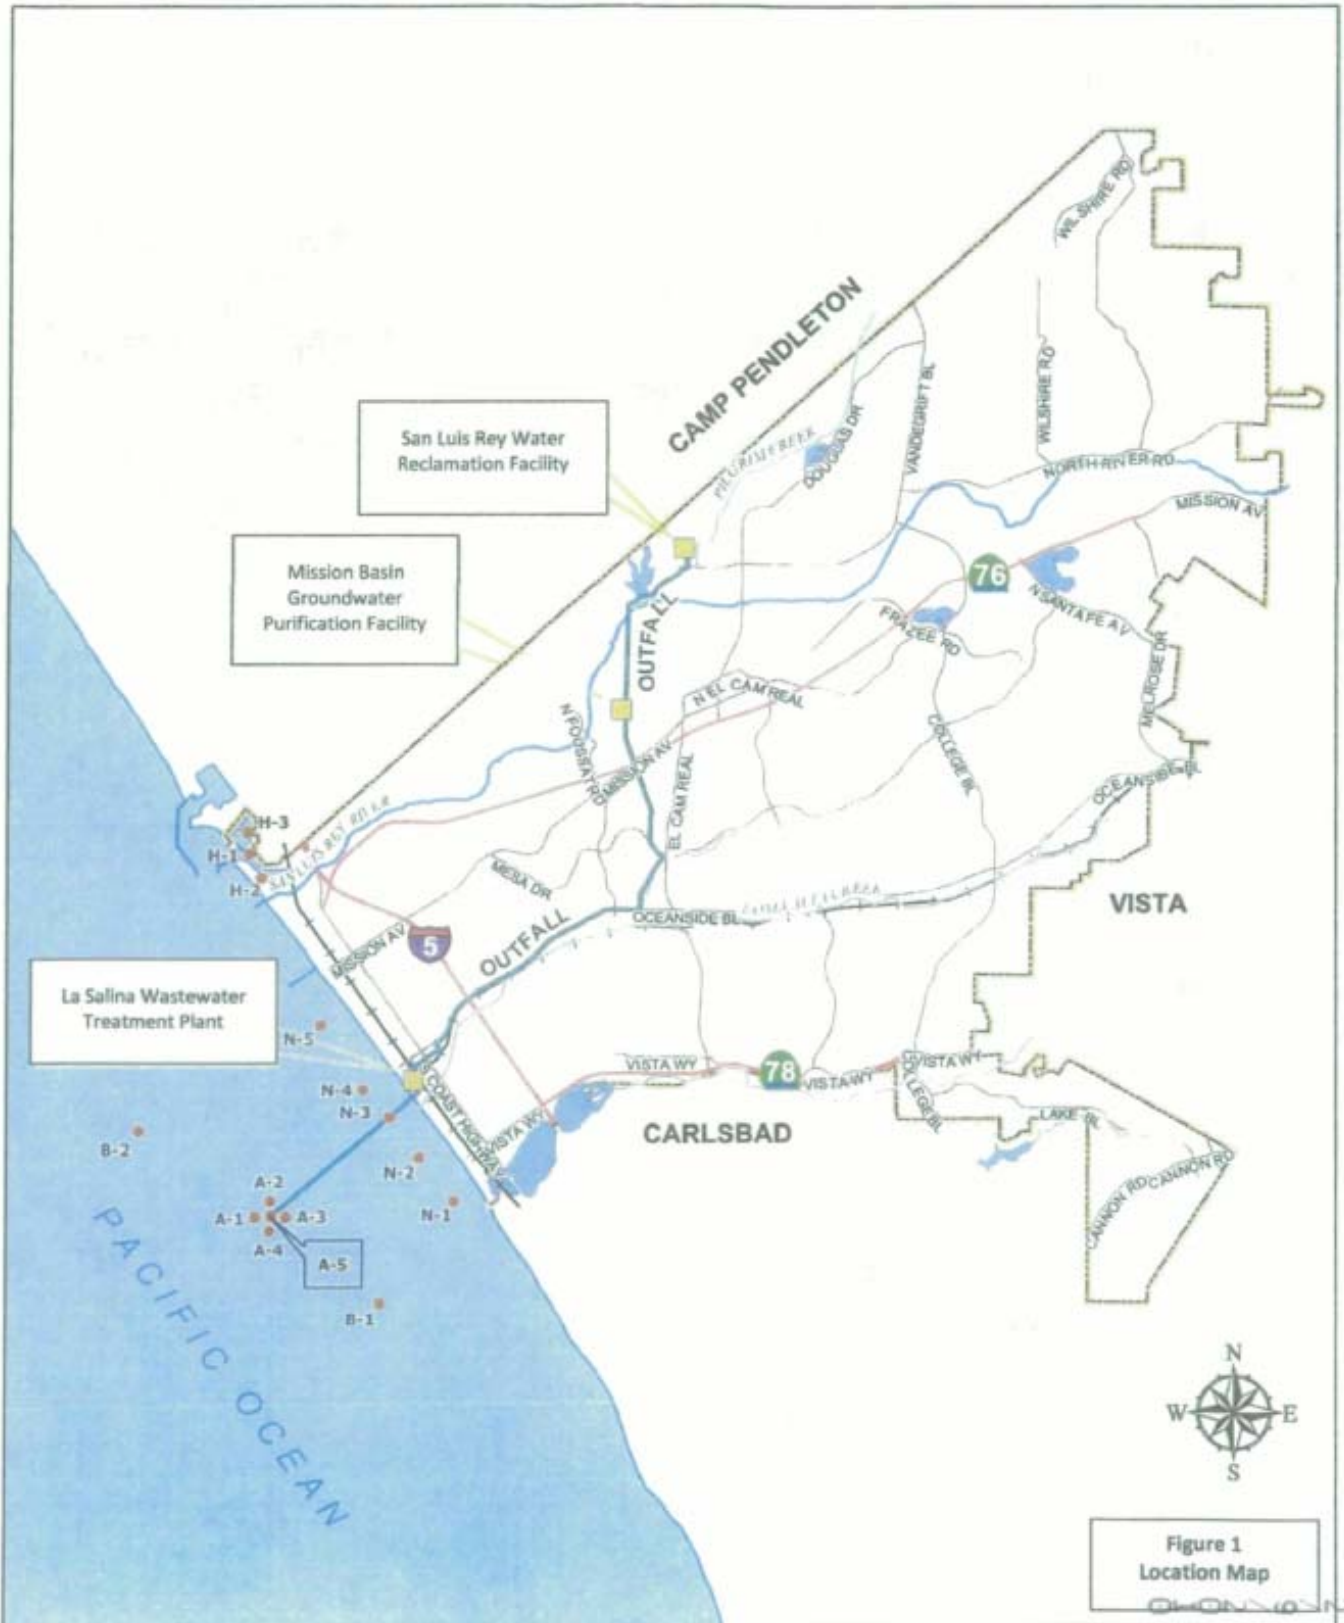 WILSHIRE RD
CAMP PENDLETON
San Luis Rey Water
Reclamation Facility
PILGRIM CREEK
DOUGLAS DR
VANDEGRIFT BL
WILSHIRE RD
NORTH RIVER RD
MISSION AV
Mission Basin
Groundwater
Purification Facility
76
OUTFALL
FRAZEE RD
N SANTA FE AV
MELROSE DR
N EL CAM REAL
N FOUSSAT RD
MISSION AV
EL CAM REAL
COLLEGE BL
OCEANSIDE BL
H-3
H-1
H-2
SAN LUIS REY RIVER
MESA DR
VISTA
MISSION AV
5
OUTFALL
OCEANSIDE BL
La Salina Wastewater
Treatment Plant
N-5
N-4
N-3
S COAST HIGHWAY
VISTA WY
78
VISTA WY
VISTA WY
COLLEGE BL
VISTA WY
CARLSBAD
LAKE BL
CANNON RD
CANNON RD
B-2
N-2
N-1
A-2
A-1
A-3
A-4
A-5
B-1
PACIFIC OCEAN
N
W
E
S
Figure 1
Location Map